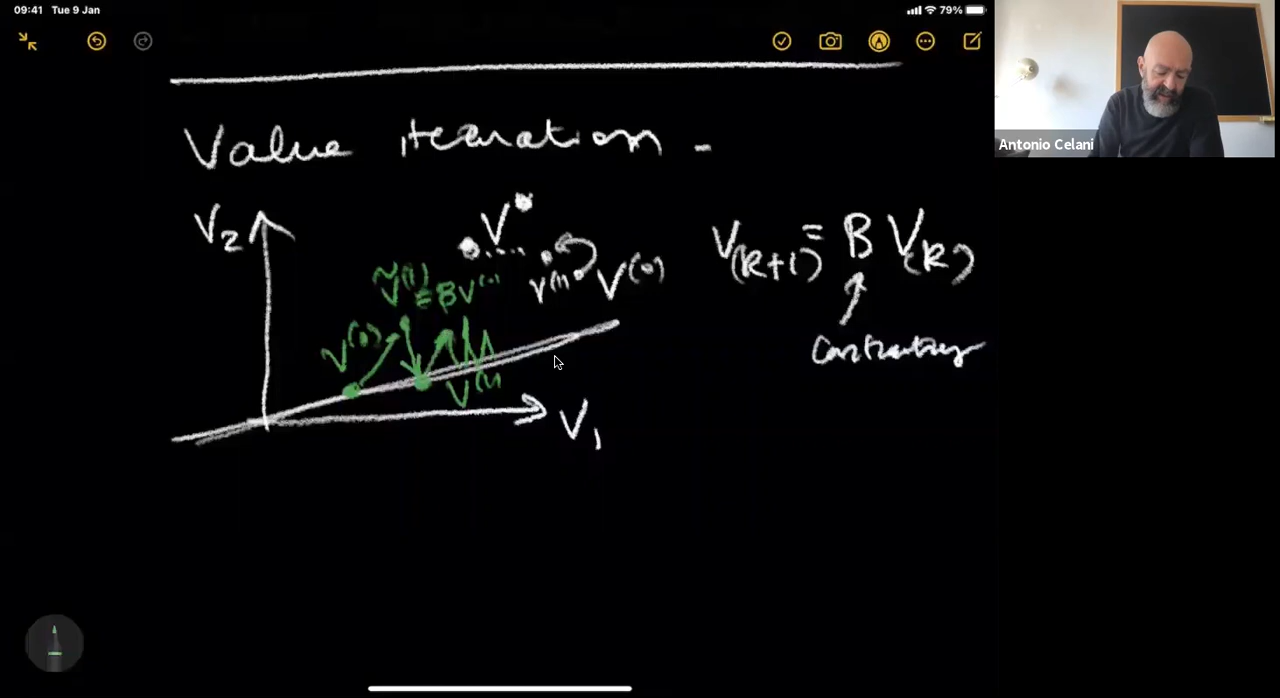 09:41 Tue 9 Jan
79%
Antonio Celani
Value iteration -
V₂
V*
V(k+1) = B V(k)
V⁽¹⁾ V⁽⁰⁾
Ṽ⁽¹⁾ = BV⁽⁰⁾
V⁽⁰⁾
V⁽¹⁾
V₁